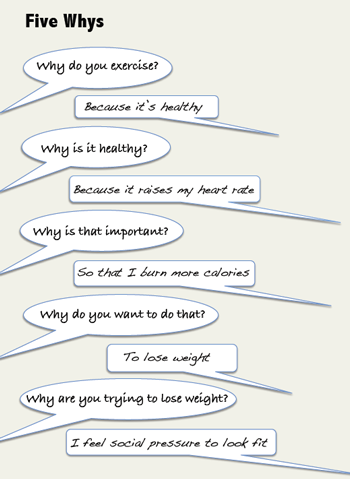 Five Whys
Why do you exercise?
Because it's healthy
Why is it healthy?
Because it raises my heart rate
Why is that important?
So that I burn more calories
Why do you want to do that?
To lose weight
Why are you trying to lose weight?
I feel social pressure to look fit